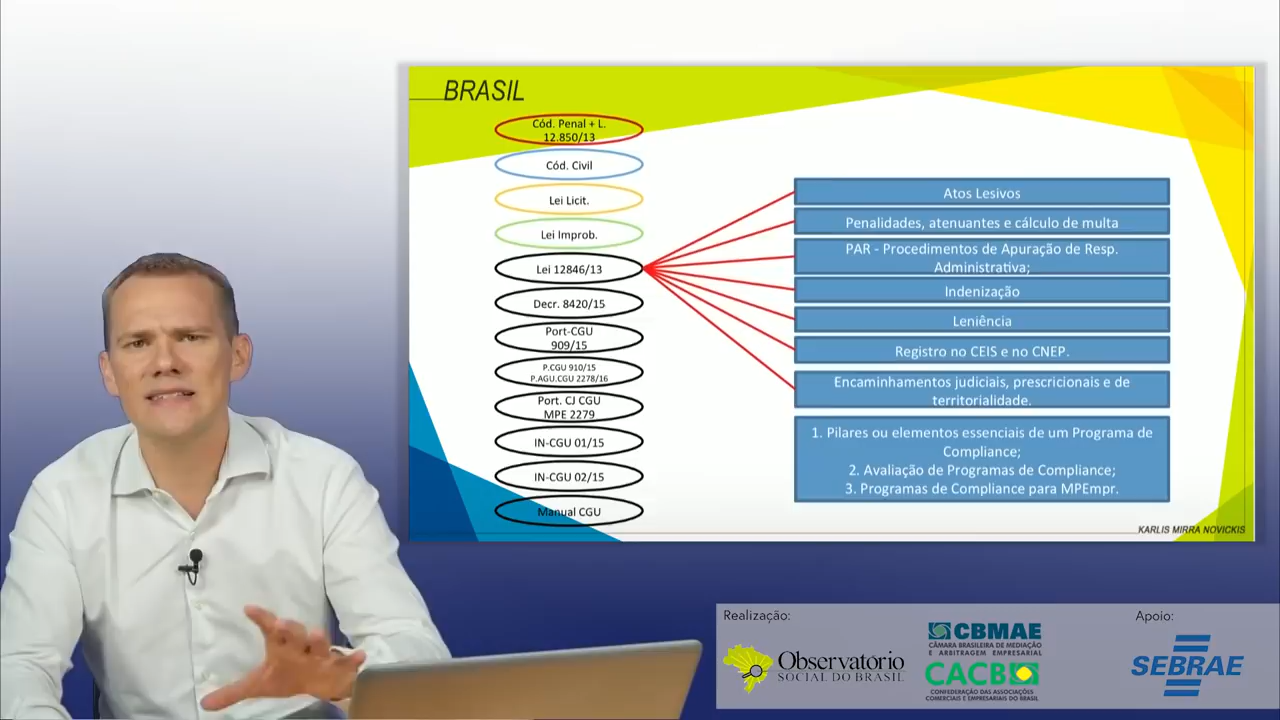 BRASIL
Cód. Penal + L.
12.850/13
Cód. Civil
Lei Licit.
Lei Improb.
Lei 12846/13
Decr. 8420/15
Port-CGU
909/15
P.CGU 910/15
P.AGU.CGU 2278/16
Port. CJ CGU
MPE 2279
IN-CGU 01/15
IN-CGU 02/15
Manual CGU
Atos Lesivos
Penalidades, atenuantes e cálculo de multa
PAR - Procedimentos de Apuração de Resp.
Administrativa;
Indenização
Leniência
Registro no CEIS e no CNEP.
Encaminhamentos judiciais, prescricionais e de
territorialidade.
1. Pilares ou elementos essenciais de um Programa de
Compliance;
2. Avaliação de Programas de Compliance;
3. Programas de Compliance para MPEmpr.
KARLIS MIRRA NOVICKIS
Realização:
Observatório
SOCIAL DO BRASIL
CBMAE
CÂMARA BRASILEIRA DE MEDIAÇÃO
E ARBITRAGEM EMPRESARIAL
CACB
CONFEDERAÇÃO DAS ASSOCIAÇÕES
COMERCIAIS E EMPRESARIAIS DO BRASIL
Apoio:
SEBRAE